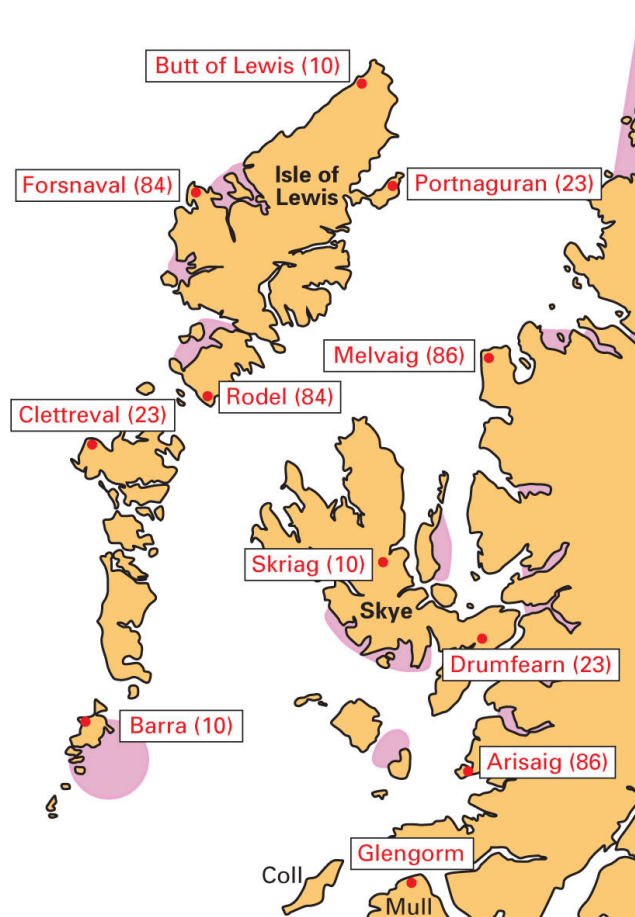 Butt of Lewis (10)
Forsnaval (84)
Isle of
Lewis
Portnaguran (23)
Melvaig (86)
Rodel (84)
Clettreval (23)
Skriag (10)
Skye
Drumfearn (23)
Barra (10)
Arisaig (86)
Glengorm
Coll
Mull